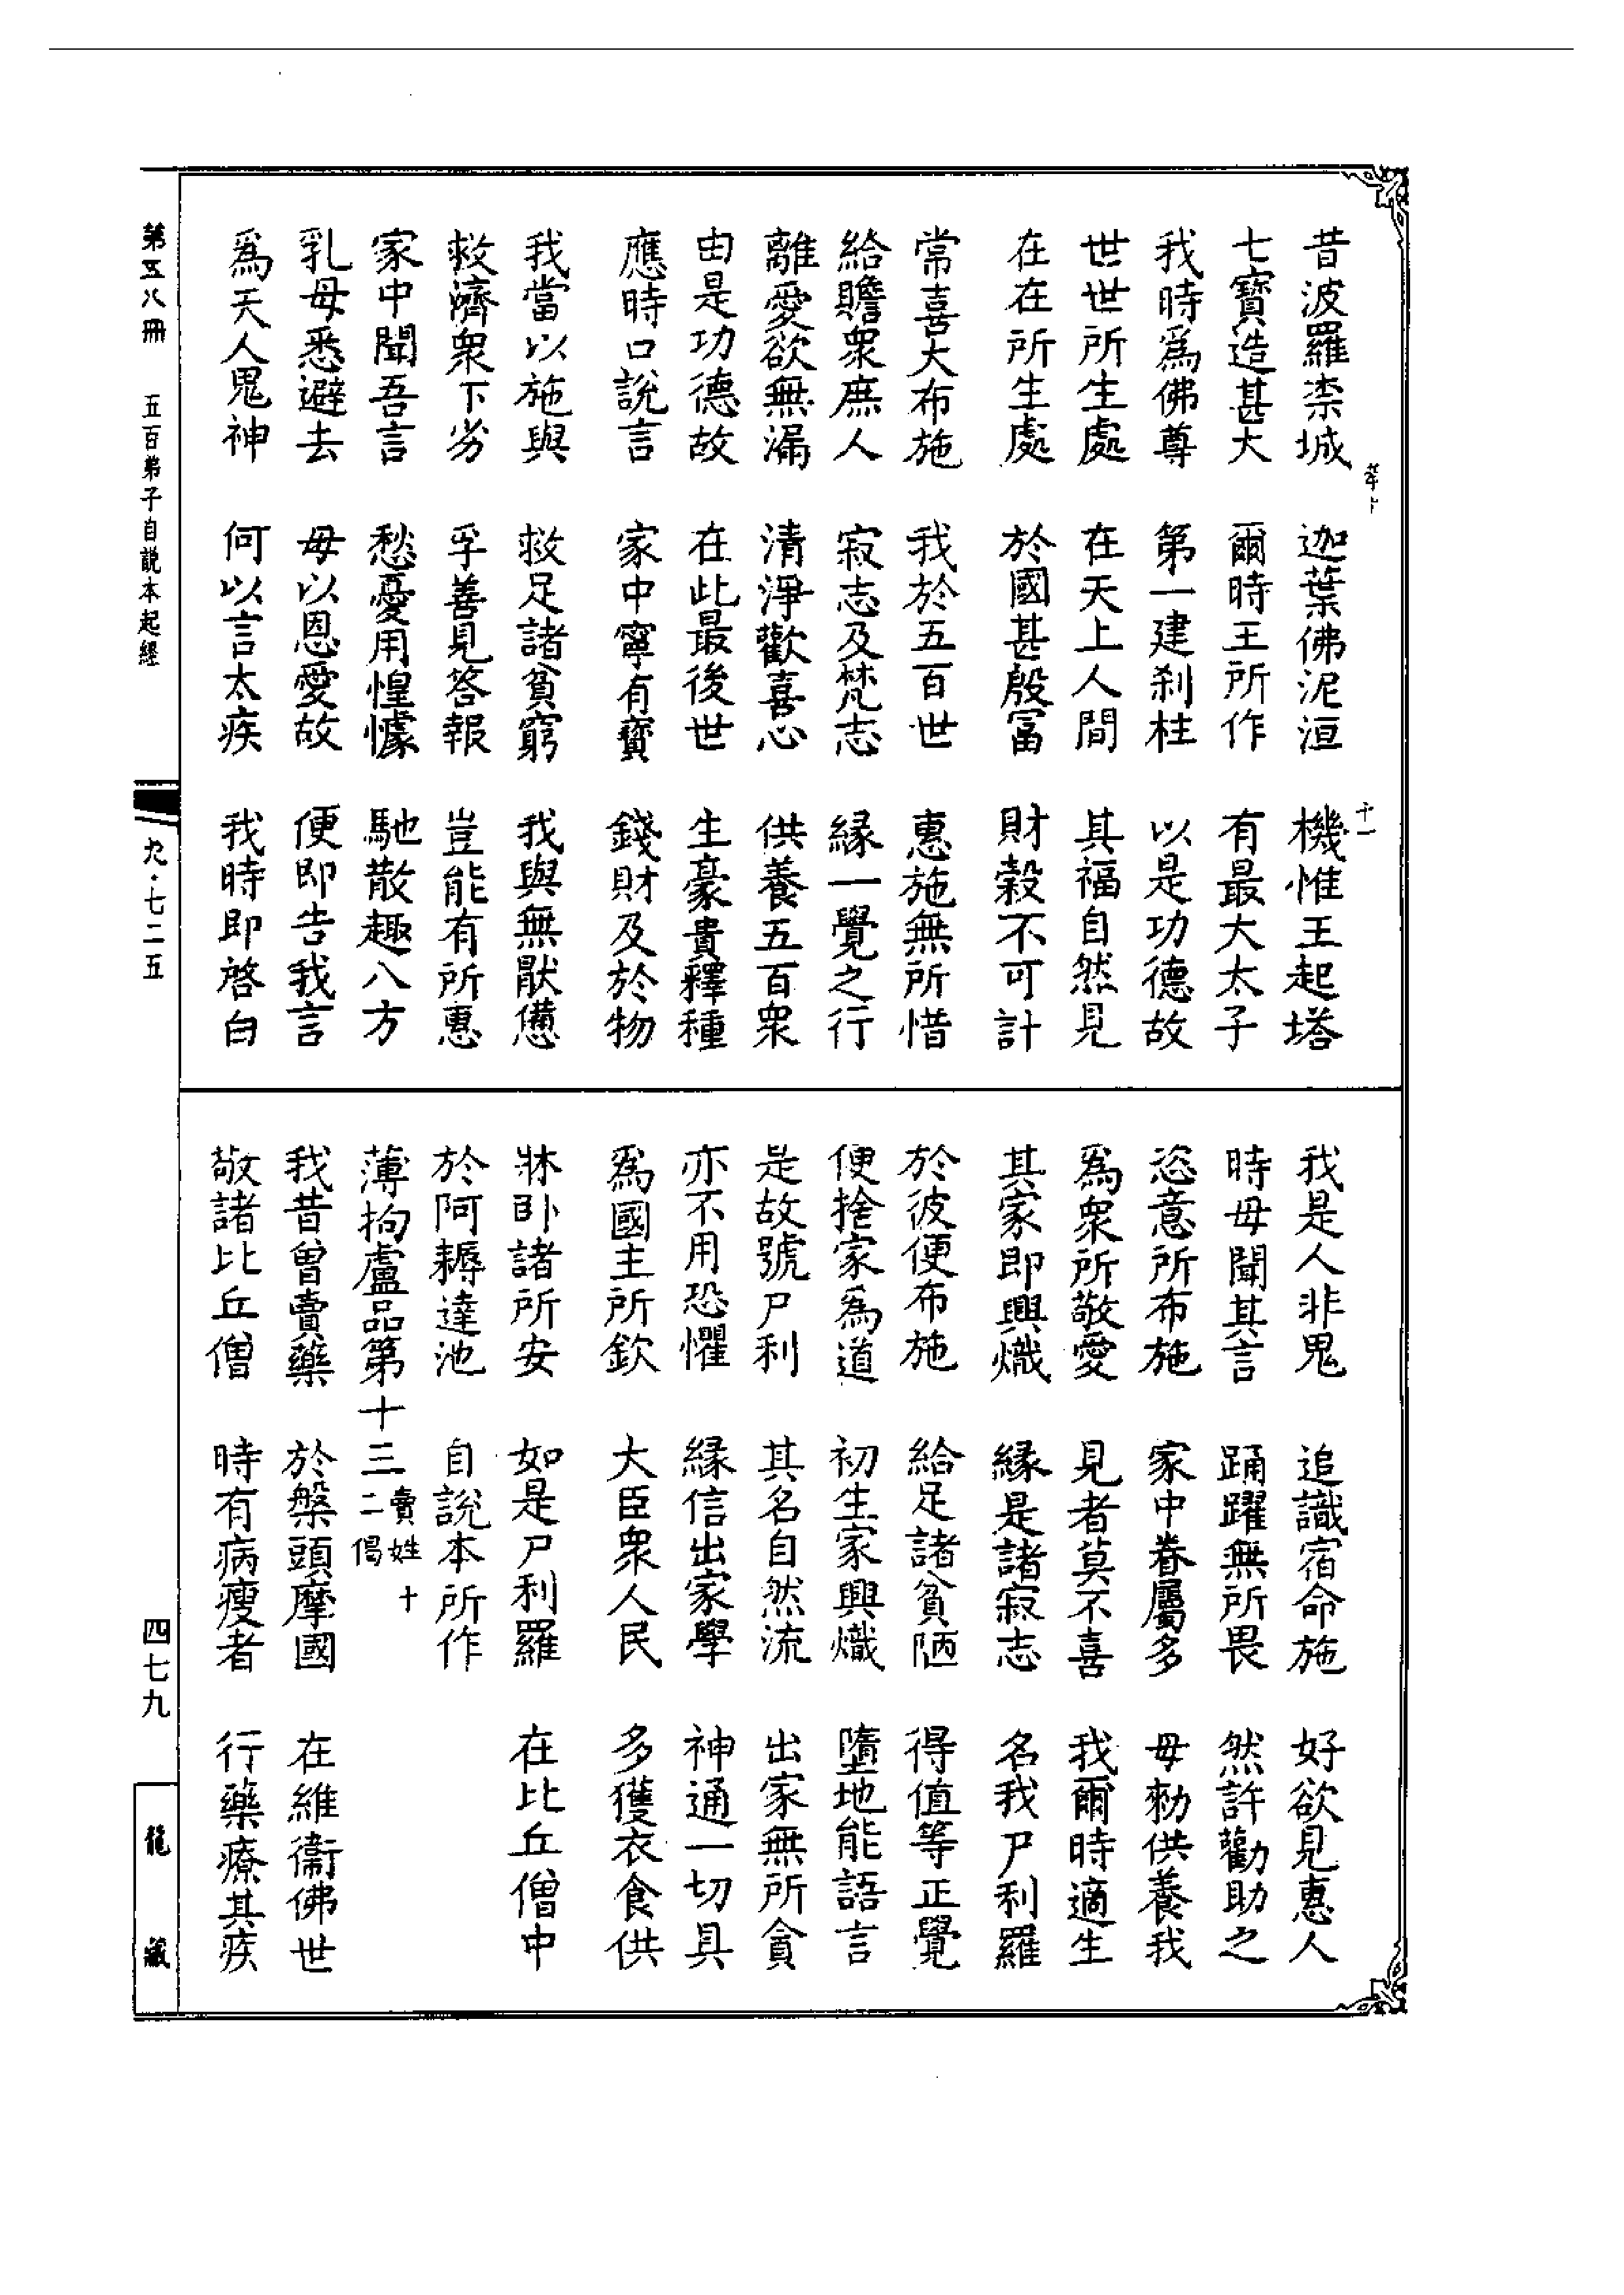 昔波羅柰城　迦葉佛泥洹　機惟王起塔
七寶造甚大　爾時王所作　有最大太子
我時爲佛尊　第一建刹柱　以是功德故
世世所生處　在天上人間　其福自然見
在在所生處　於國甚殷富　財穀不可計
常喜大布施　我於五百世　惠施無所惜
給贍衆庶人　寂志及梵志　縁一覺之行
離愛欲無漏　清淨歡喜心　供養五百衆
由是功德故　在此最後世　生豪貴釋種
應時口說言　家中寧有寶　錢財及於物
我當以施與　救足諸貧窮　我與無猒憊
救濟衆下劣　孚善見答報　豈能有所惠
家中聞吾言　愁憂用惶懅　馳散趣八方
乳母悉避去　母以恩愛故　便即告我言
爲天人鬼神　何以言太疾　我時即啓白
我是人非鬼　追識宿命施　好欲見惠人
時母聞其言　踊躍無所畏　然許勸助之
恣意所布施　家中眷屬多　母勑供養我
爲衆所敬愛　見者莫不喜　我爾時適生
其家即興熾　縁是諸寂志　名我尸利羅
於彼便布施　給足諸貧陋　得值等正覺
便捨家爲道　初生家興熾　墮地能語言
是故號尸利　其名自然流　出家無所貪
亦不用恐懼　縁信出家學　神通一切具
爲國主所欽　大臣衆人民　多獲衣食供
牀卧諸所安　如是尸利羅　在比丘僧中
於阿耨達池　自說本所作
薄拘盧品第十三賣姓十二偈
我昔曾賣藥　於槃頭摩國　在維衞佛世
敬諸比丘僧　時有病瘦者　行藥療其疾
十一
第五八冊　五百弟子自説本起經
九・七二五
四七九
龍藏